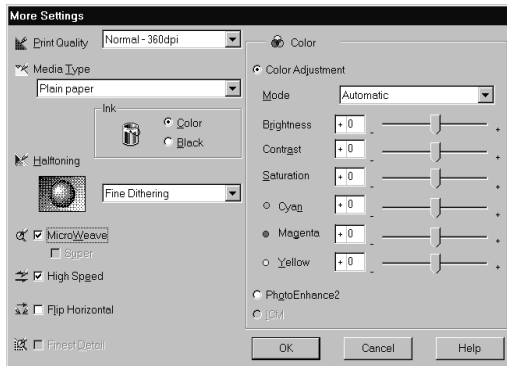 More Settings
Print Quality
Normal - 360dpi
Media Type
Plain paper
Ink
Color
Black
Halftoning
Fine Dithering
MicroWeave
Super
High Speed
Flip Horizontal
Finest Detail
Color
Color Adjustment
Mode
Automatic
Brightness + 0 - +
Contrast + 0 - +
Saturation + 0 - +
Cyan + 0 - +
Magenta + 0 - +
Yellow + 0 - +
PhotoEnhance2
ICM
OK
Cancel
Help